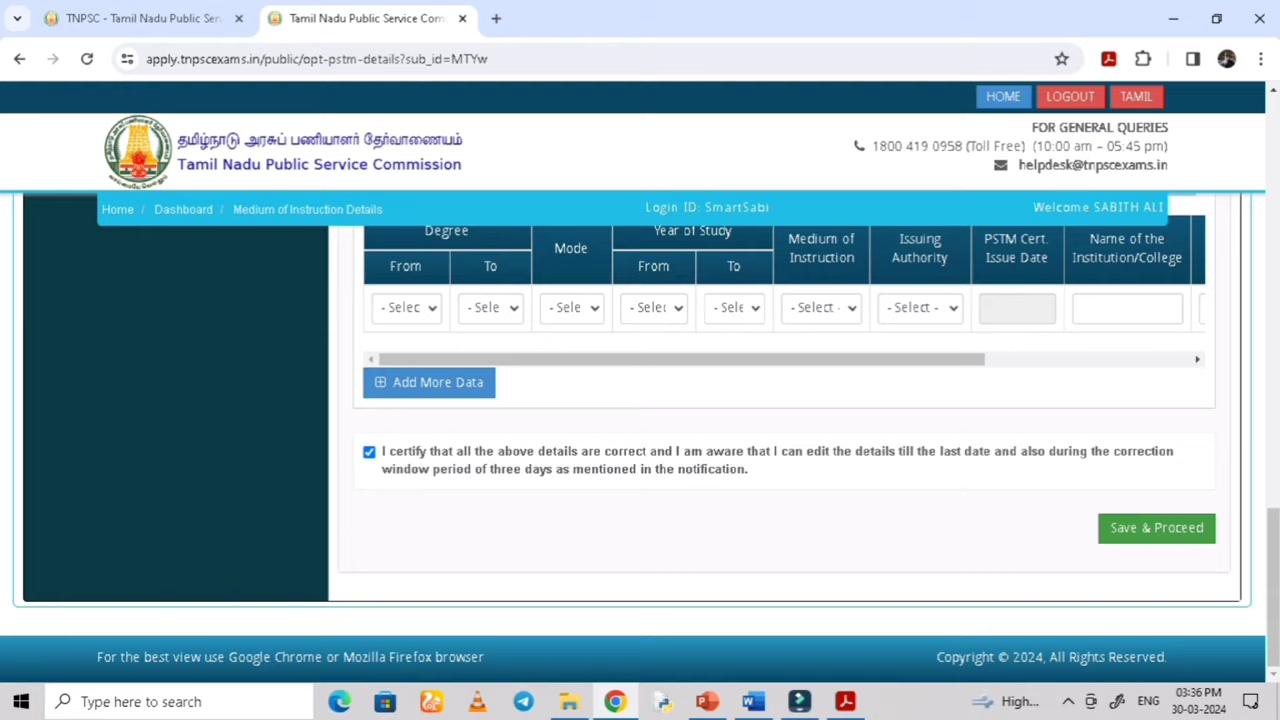 TNPSC - Tamil Nadu Public Ser
Tamil Nadu Public Service Com
apply.tnpscexams.in/public/opt-pstm-details?sub_id=MTYw
HOME LOGOUT TAMIL
தமிழ்நாடு அரசுப் பணியாளர் தேர்வாணையம்
Tamil Nadu Public Service Commission
FOR GENERAL QUERIES
1800 419 0958 (Toll Free) (10:00 am – 05:45 pm)
helpdesk@tnpscexams.in
Home / Dashboard / Medium of Instruction Details
Login ID: SmartSabi
Welcome SABITH ALI
Degree
Mode
Year of Study
Medium of
Instruction
Issuing
Authority
PSTM Cert.
Issue Date
Name of the
Institution/College
From To From To
- Selec - Sele - Sele - Selec - Sele - Select - - Select -
Add More Data
I certify that all the above details are correct and I am aware that I can edit the details till the last date and also during the correction
window period of three days as mentioned in the notification.
Save & Proceed
For the best view use Google Chrome or Mozilla Firefox browser
Copyright © 2024, All Rights Reserved.
Type here to search
High...
ENG
03:36 PM
30-03-2024